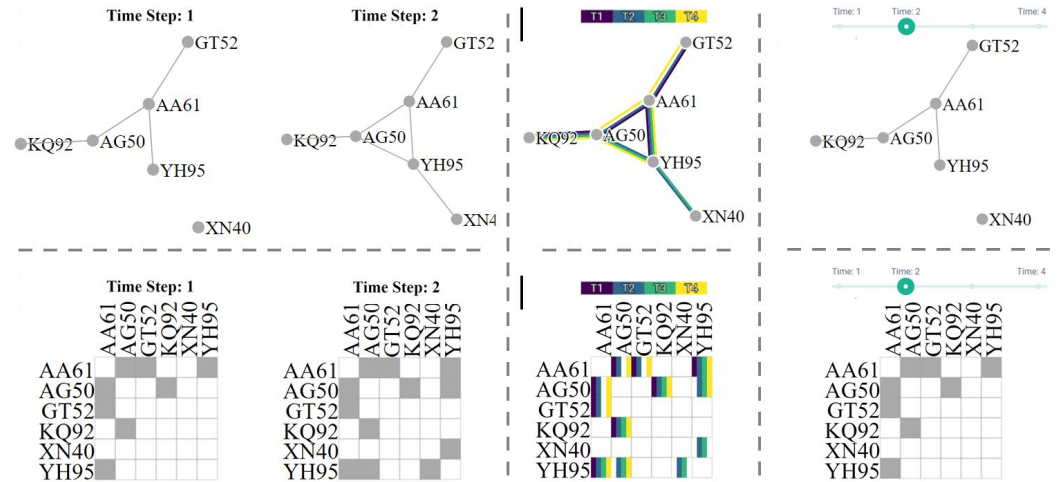 Time Step: 1
GT52
AA61
KQ92
AG50
YH95
XN40
Time Step: 2
GT52
AA61
KQ92
AG50
YH95
XN4
T1 T2 T3 T4
GT52
AA61
KQ92
AG50
YH95
XN40
Time: 1 Time: 2 Time: 4
GT52
AA61
KQ92
AG50
YH95
XN40
Time Step: 1
AA61 AG50 GT52 KQ92 XN40 YH95
AA61
AG50
GT52
KQ92
XN40
YH95
Time Step: 2
AA61 AG50 GT52 KQ92 XN40 YH95
AA61
AG50
GT52
KQ92
XN40
YH95
T1 T2 T3 T4
AA61 AG50 GT52 KQ92 XN40 YH95
AA61
AG50
GT52
KQ92
XN40
YH95
Time: 1 Time: 2 Time: 4
AA61 AG50 GT52 KQ92 XN40 YH95
AA61
AG50
GT52
KQ92
XN40
YH95